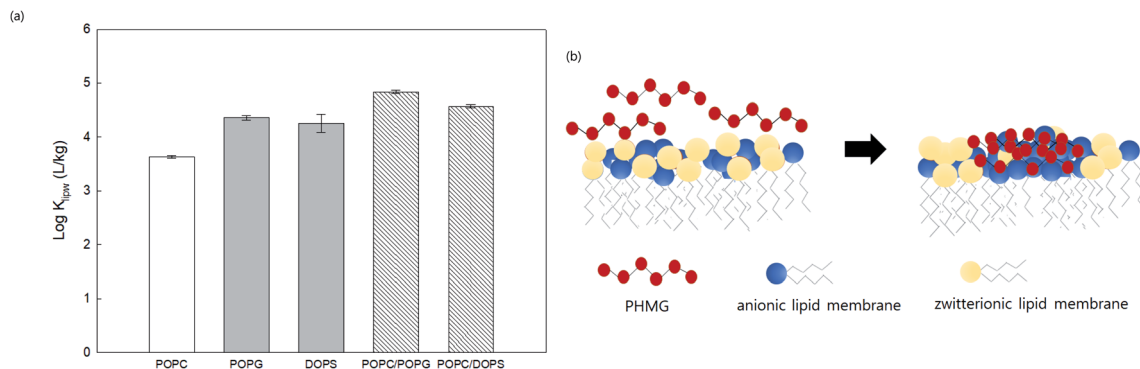 (a)
6
5
4
3
2
1
0
Log K_lipw (L/kg)
POPC POPG DOPS POPC/POPG POPC/DOPS
(b)
PHMG anionic lipid membrane zwitterionic lipid membrane